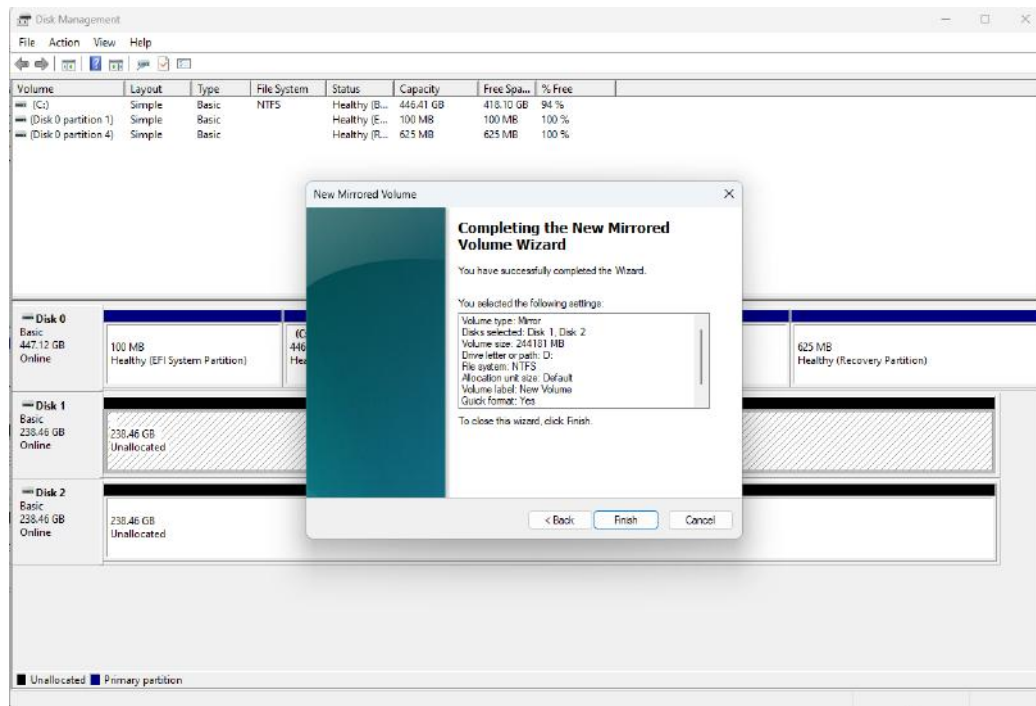 Disk Management
File Action View Help
Volume Layout Type File System Status Capacity Free Spa... % Free
(C:) Simple Basic NTFS Healthy (B... 446.41 GB 418.10 GB 94 %
(Disk 0 partition 1) Simple Basic Healthy (E... 100 MB 100 MB 100 %
(Disk 0 partition 4) Simple Basic Healthy (R... 625 MB 625 MB 100 %
New Mirrored Volume
Completing the New Mirrored
Volume Wizard
You have successfully completed the Wizard.
You selected the following settings:
Volume type: Mirror
Disks selected: Disk 1, Disk 2
Volume size: 244181 MB
Drive letter or path: D:
File system: NTFS
Allocation unit size: Default
Volume label: New Volume
Quick format: Yes
To close this wizard, click Finish.
< Back Finish Cancel
Disk 0
Basic
447.12 GB
Online
100 MB
Healthy (EFI System Partition)
(C:
446
Hea
625 MB
Healthy (Recovery Partition)
Disk 1
Basic
238.46 GB
Online
238.46 GB
Unallocated
Disk 2
Basic
238.46 GB
Online
238.46 GB
Unallocated
Unallocated Primary partition